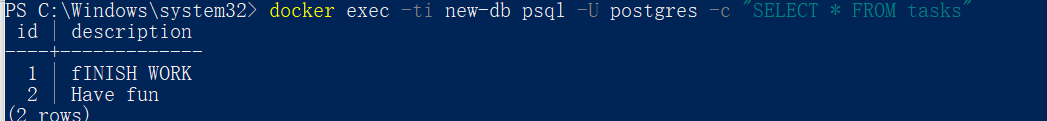 PS C:\Windows\system32> docker exec -ti new-db psql -U postgres -c "SELECT * FROM tasks"
 id | description
----+-------------
  1 | fINISH WORK
  2 | Have fun
(2 rows)